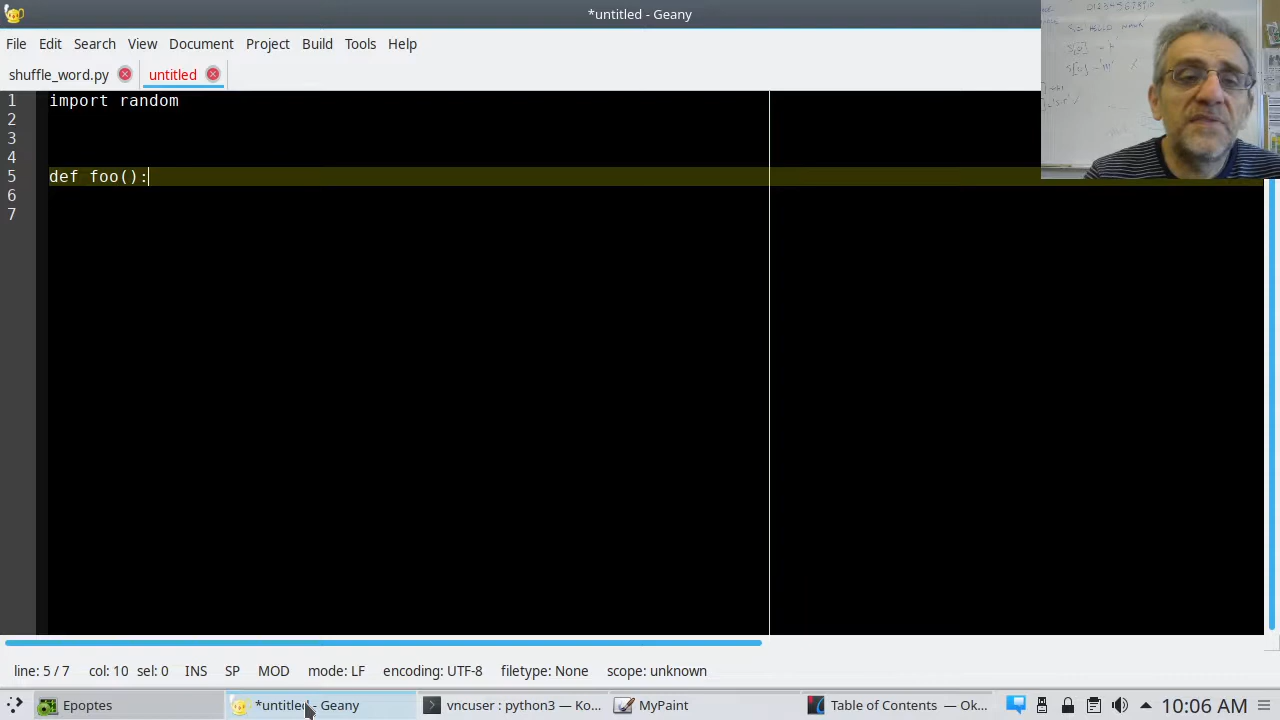 *untitled - Geany
File Edit Search View Document Project Build Tools Help
shuffle_word.py untitled
1 import random
2
3
4
5 def foo():
6
7
line: 5 / 7 col: 10 sel: 0 INS SP MOD mode: LF encoding: UTF-8 filetype: None scope: unknown
Epoptes *untitled - Geany vncuser : python3 — Ko... MyPaint Table of Contents — Ok... 10:06 AM